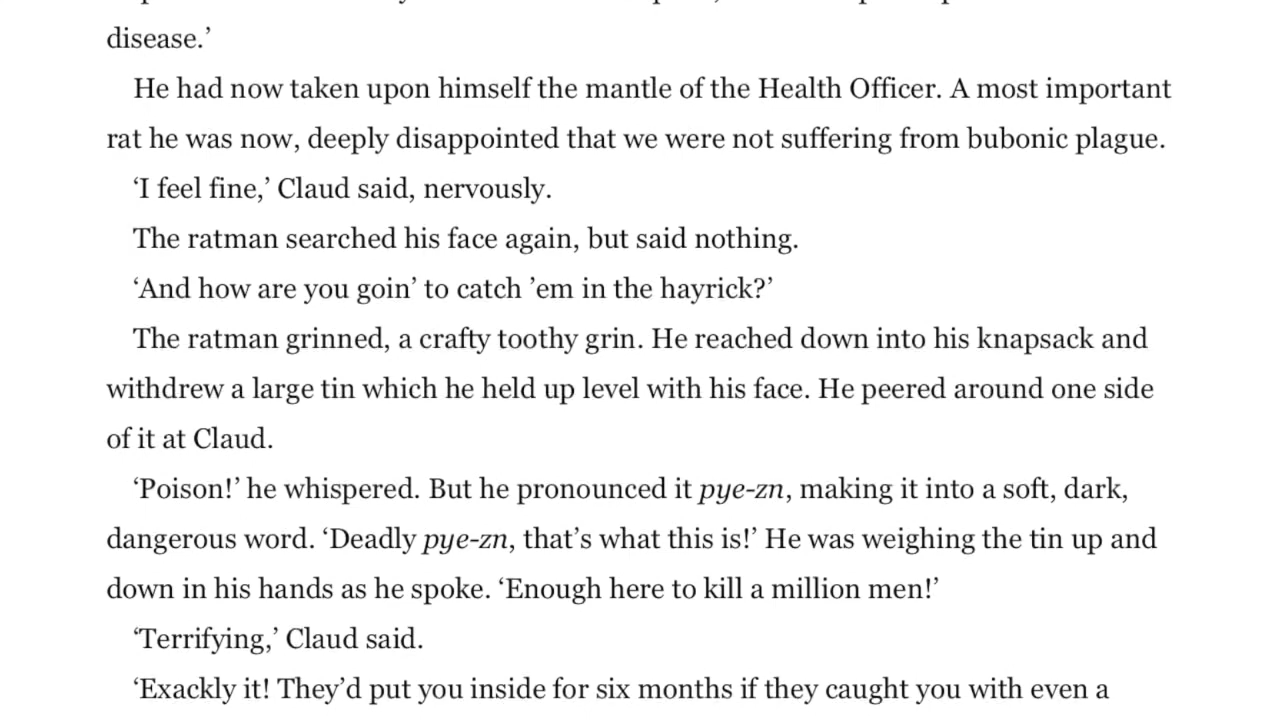 disease.’
He had now taken upon himself the mantle of the Health Officer. A most important
rat he was now, deeply disappointed that we were not suffering from bubonic plague.
‘I feel fine,’ Claud said, nervously.
The ratman searched his face again, but said nothing.
‘And how are you goin’ to catch ’em in the hayrick?’
The ratman grinned, a crafty toothy grin. He reached down into his knapsack and
withdrew a large tin which he held up level with his face. He peered around one side
of it at Claud.
‘Poison!’ he whispered. But he pronounced it pye-zn, making it into a soft, dark,
dangerous word. ‘Deadly pye-zn, that’s what this is!’ He was weighing the tin up and
down in his hands as he spoke. ‘Enough here to kill a million men!’
‘Terrifying,’ Claud said.
‘Exackly it! They’d put you inside for six months if they caught you with even a